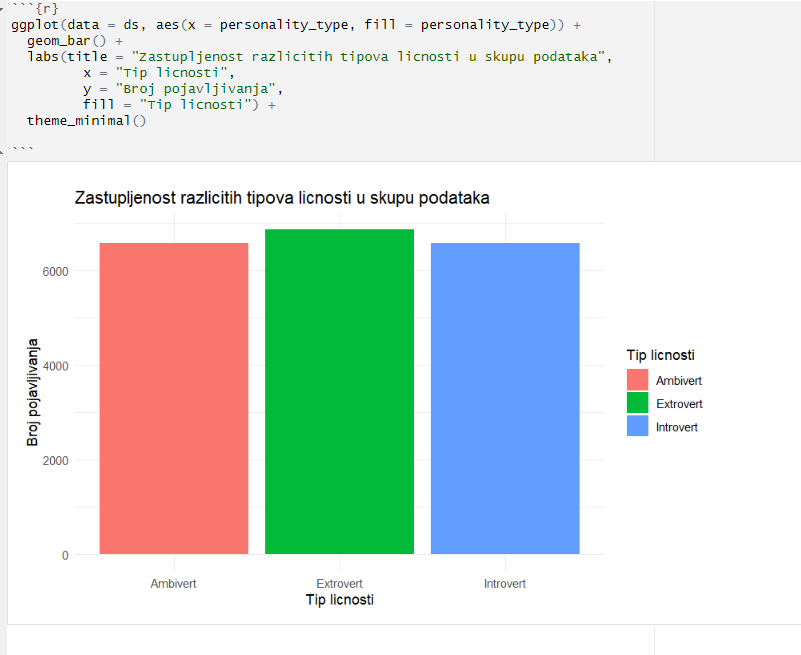 ```{r}
ggplot(data = ds, aes(x = personality_type, fill = personality_type)) +
  geom_bar() +
  labs(title = "Zastupljenost razlicitih tipova licnosti u skupu podataka",
         x = "Tip licnosti",
         y = "Broj pojavljivanja",
         fill = "Tip licnosti") +
  theme_minimal()
```
Zastupljenost razlicitih tipova licnosti u skupu podataka
6000
4000
2000
0
Broj pojavljivanja
Ambivert
Extrovert
Introvert
Tip licnosti
Tip licnosti
Ambivert
Extrovert
Introvert